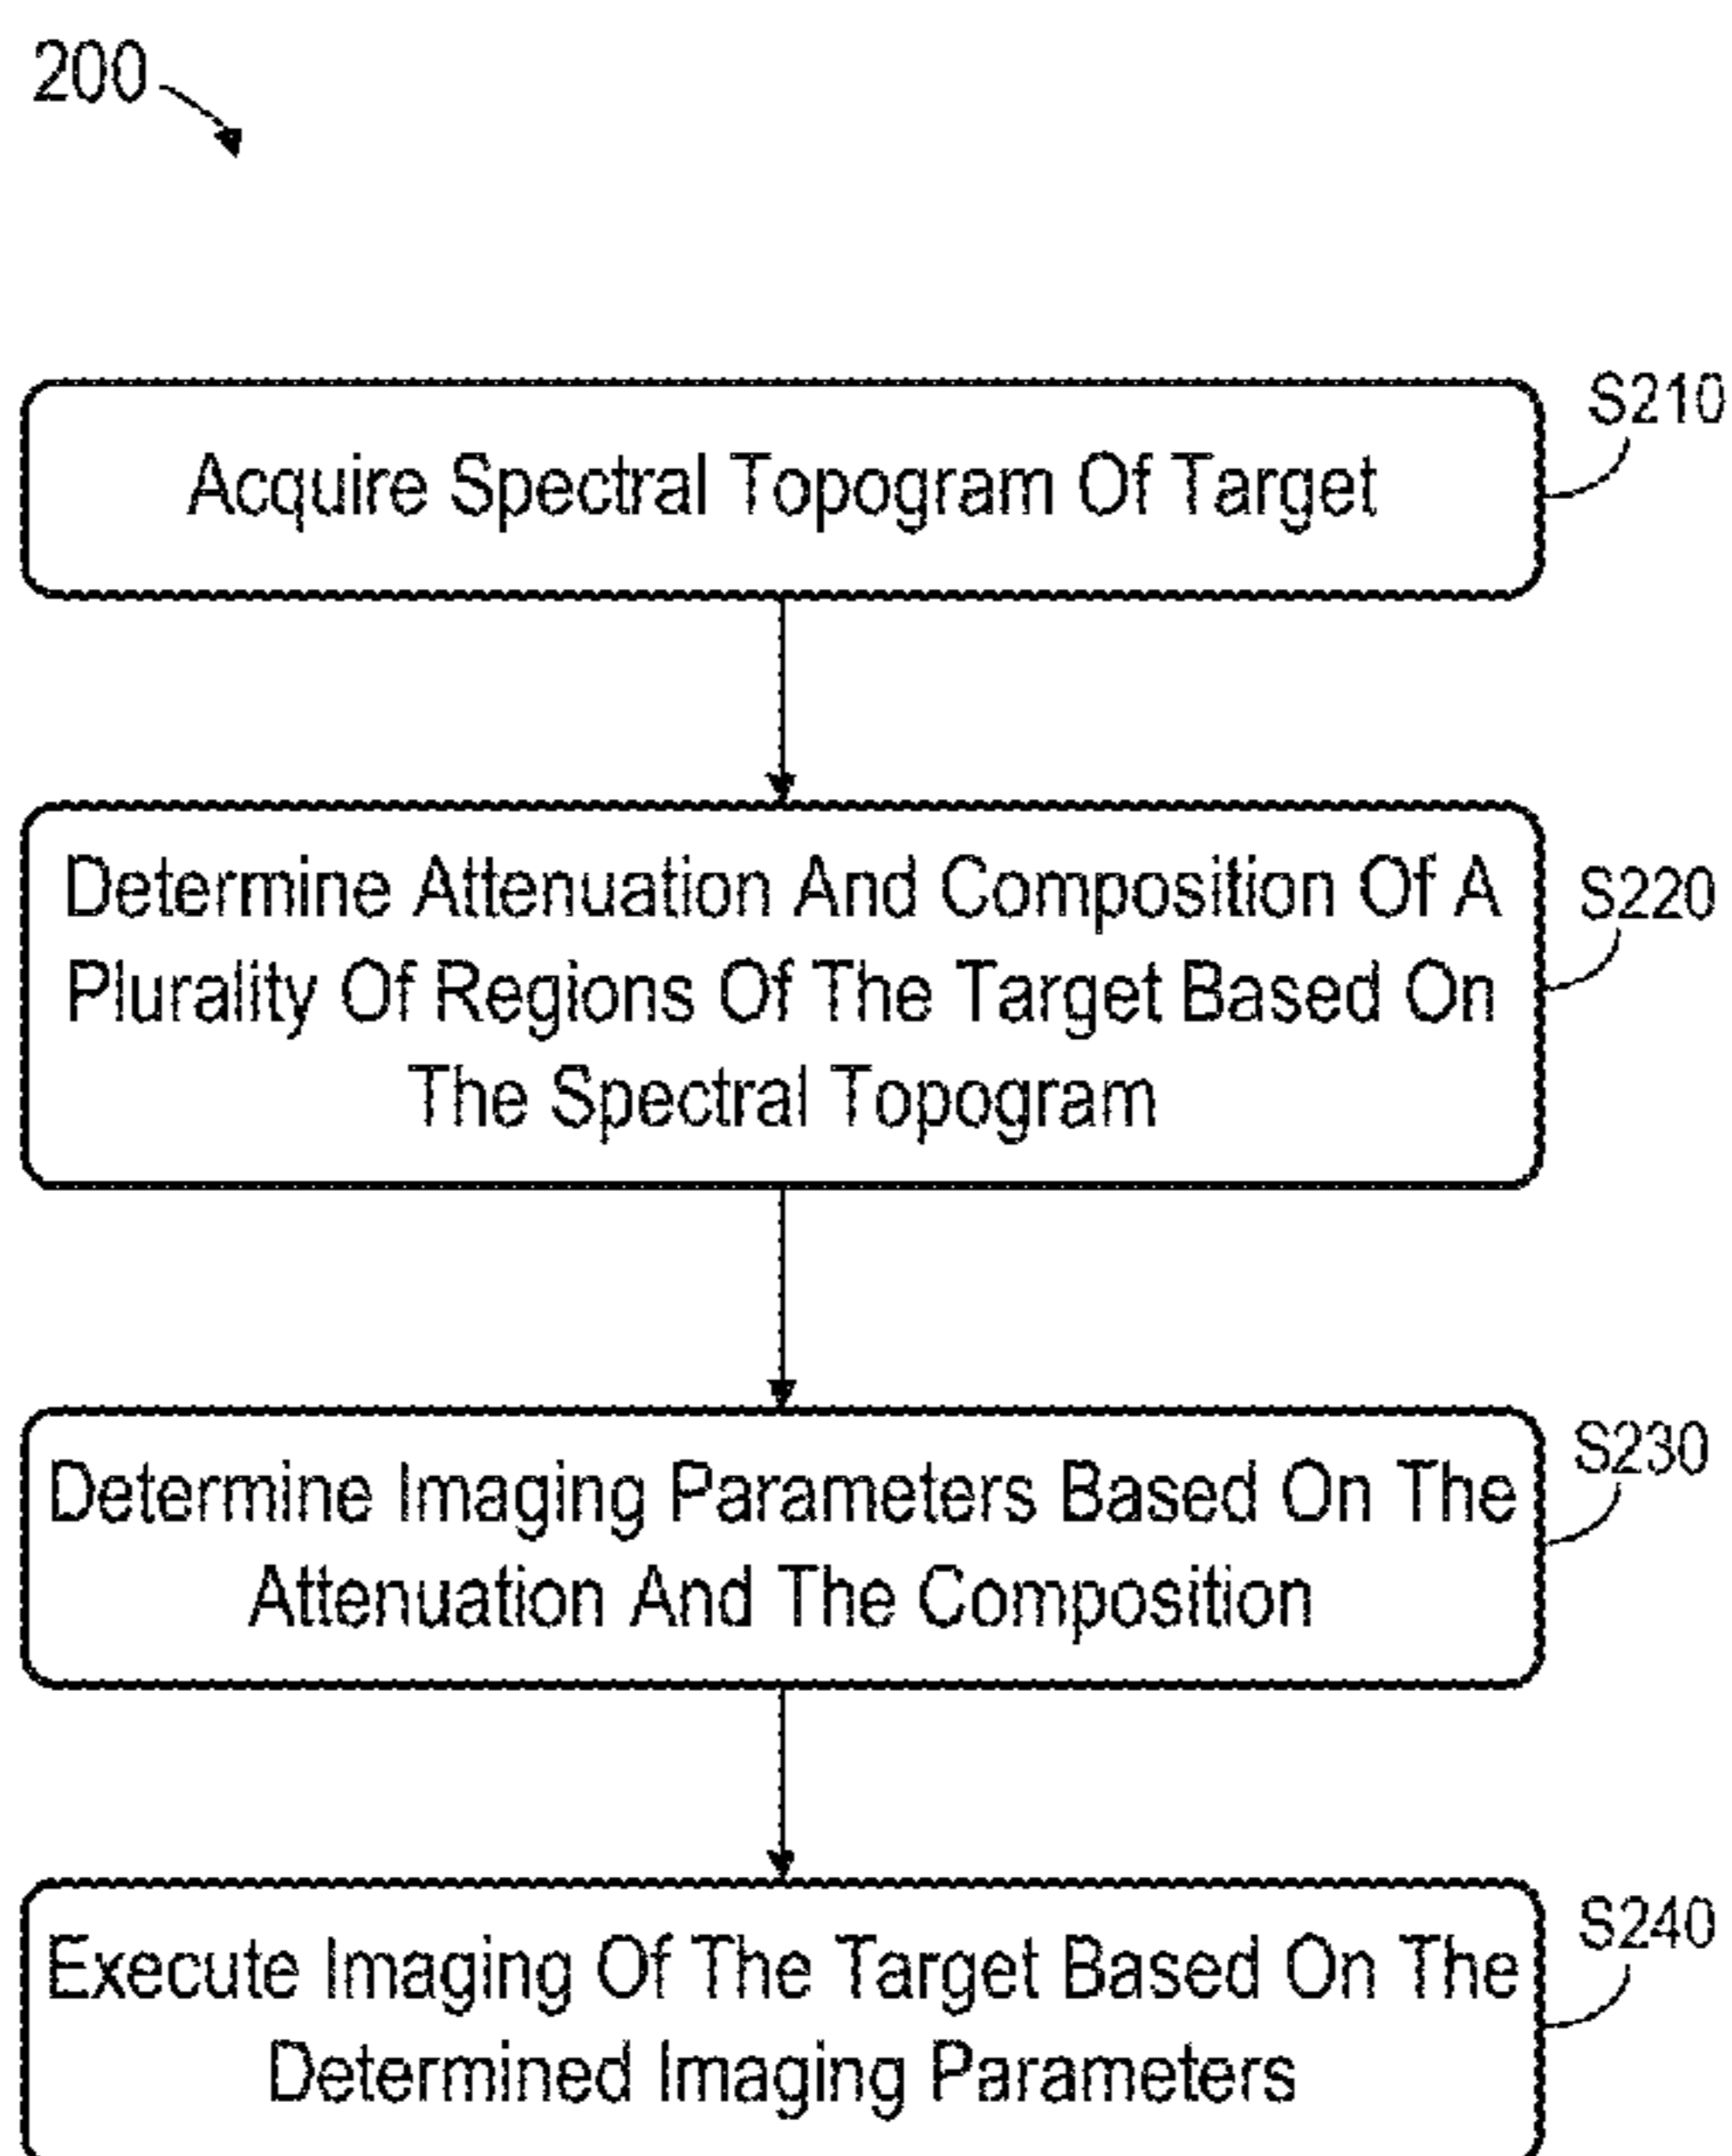 200
S210
Acquire Spectral Topogram Of Target
Determine Attenuation And Composition Of A
S220
Plurality Of Regions Of The Target Based On
The Spectral Topogram
S230
Determine Imaging Parameters Based On The
Attenuation And The Composition
S240
Execute Imaging Of The Target Based On The
Determined Imaging Parameters